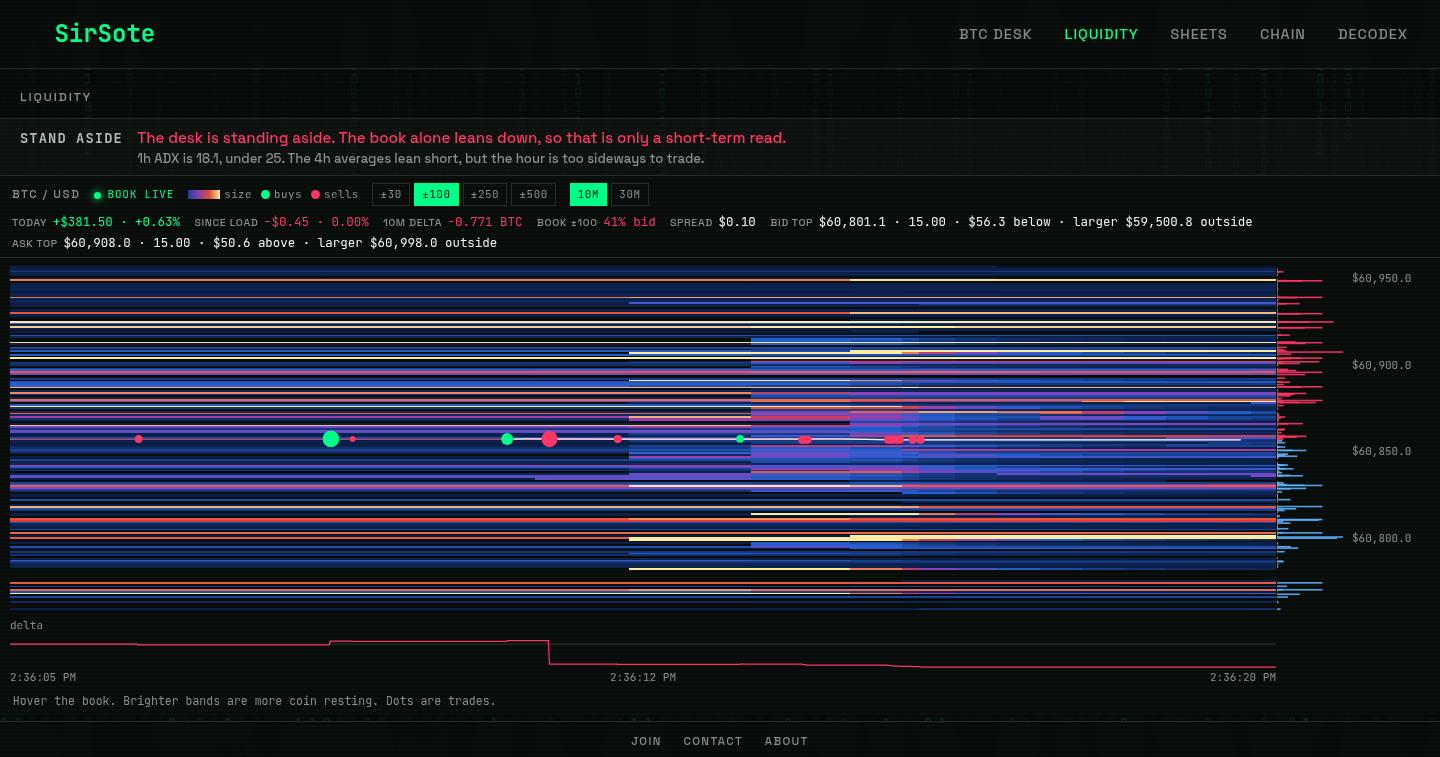 SirSote
BTC DESK LIQUIDITY SHEETS CHAIN DECODEX
LIQUIDITY
STAND ASIDE The desk is standing aside. The book alone leans down, so that is only a short-term read.
1h ADX is 18.1, under 25. The 4h averages lean short, but the hour is too sideways to trade.
BTC / USD BOOK LIVE size buys sells ±30 ±100 ±250 ±500 10M 30M
TODAY +$381.50 · +0.63% SINCE LOAD -$0.45 · 0.00% 10M DELTA -0.771 BTC BOOK ±100 41% bid SPREAD $0.10 BID TOP $60,801.1 · 15.00 · $56.3 below · larger $59,500.8 outside
ASK TOP $60,908.0 · 15.00 · $50.6 above · larger $60,998.0 outside
$60,950.0
$60,900.0
$60,850.0
$60,800.0
delta
2:36:05 PM 2:36:12 PM 2:36:20 PM
Hover the book. Brighter bands are more coin resting. Dots are trades.
JOIN CONTACT ABOUT